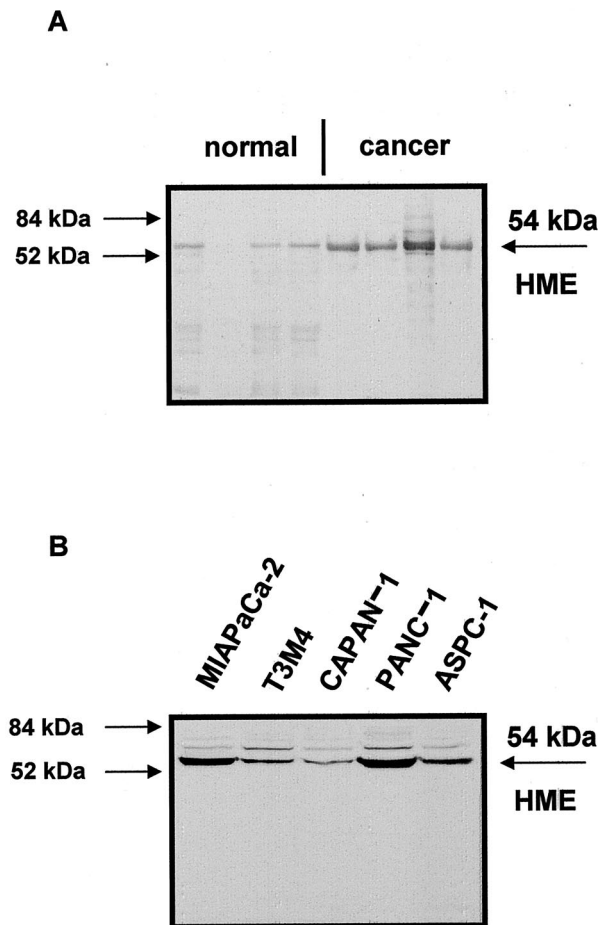 A
normal | cancer
84 kDa
52 kDa
54 kDa
HME
B
MIAPaCa-2
T3M4
CAPAN-1
PANC-1
ASPC-1
84 kDa
52 kDa
54 kDa
HME